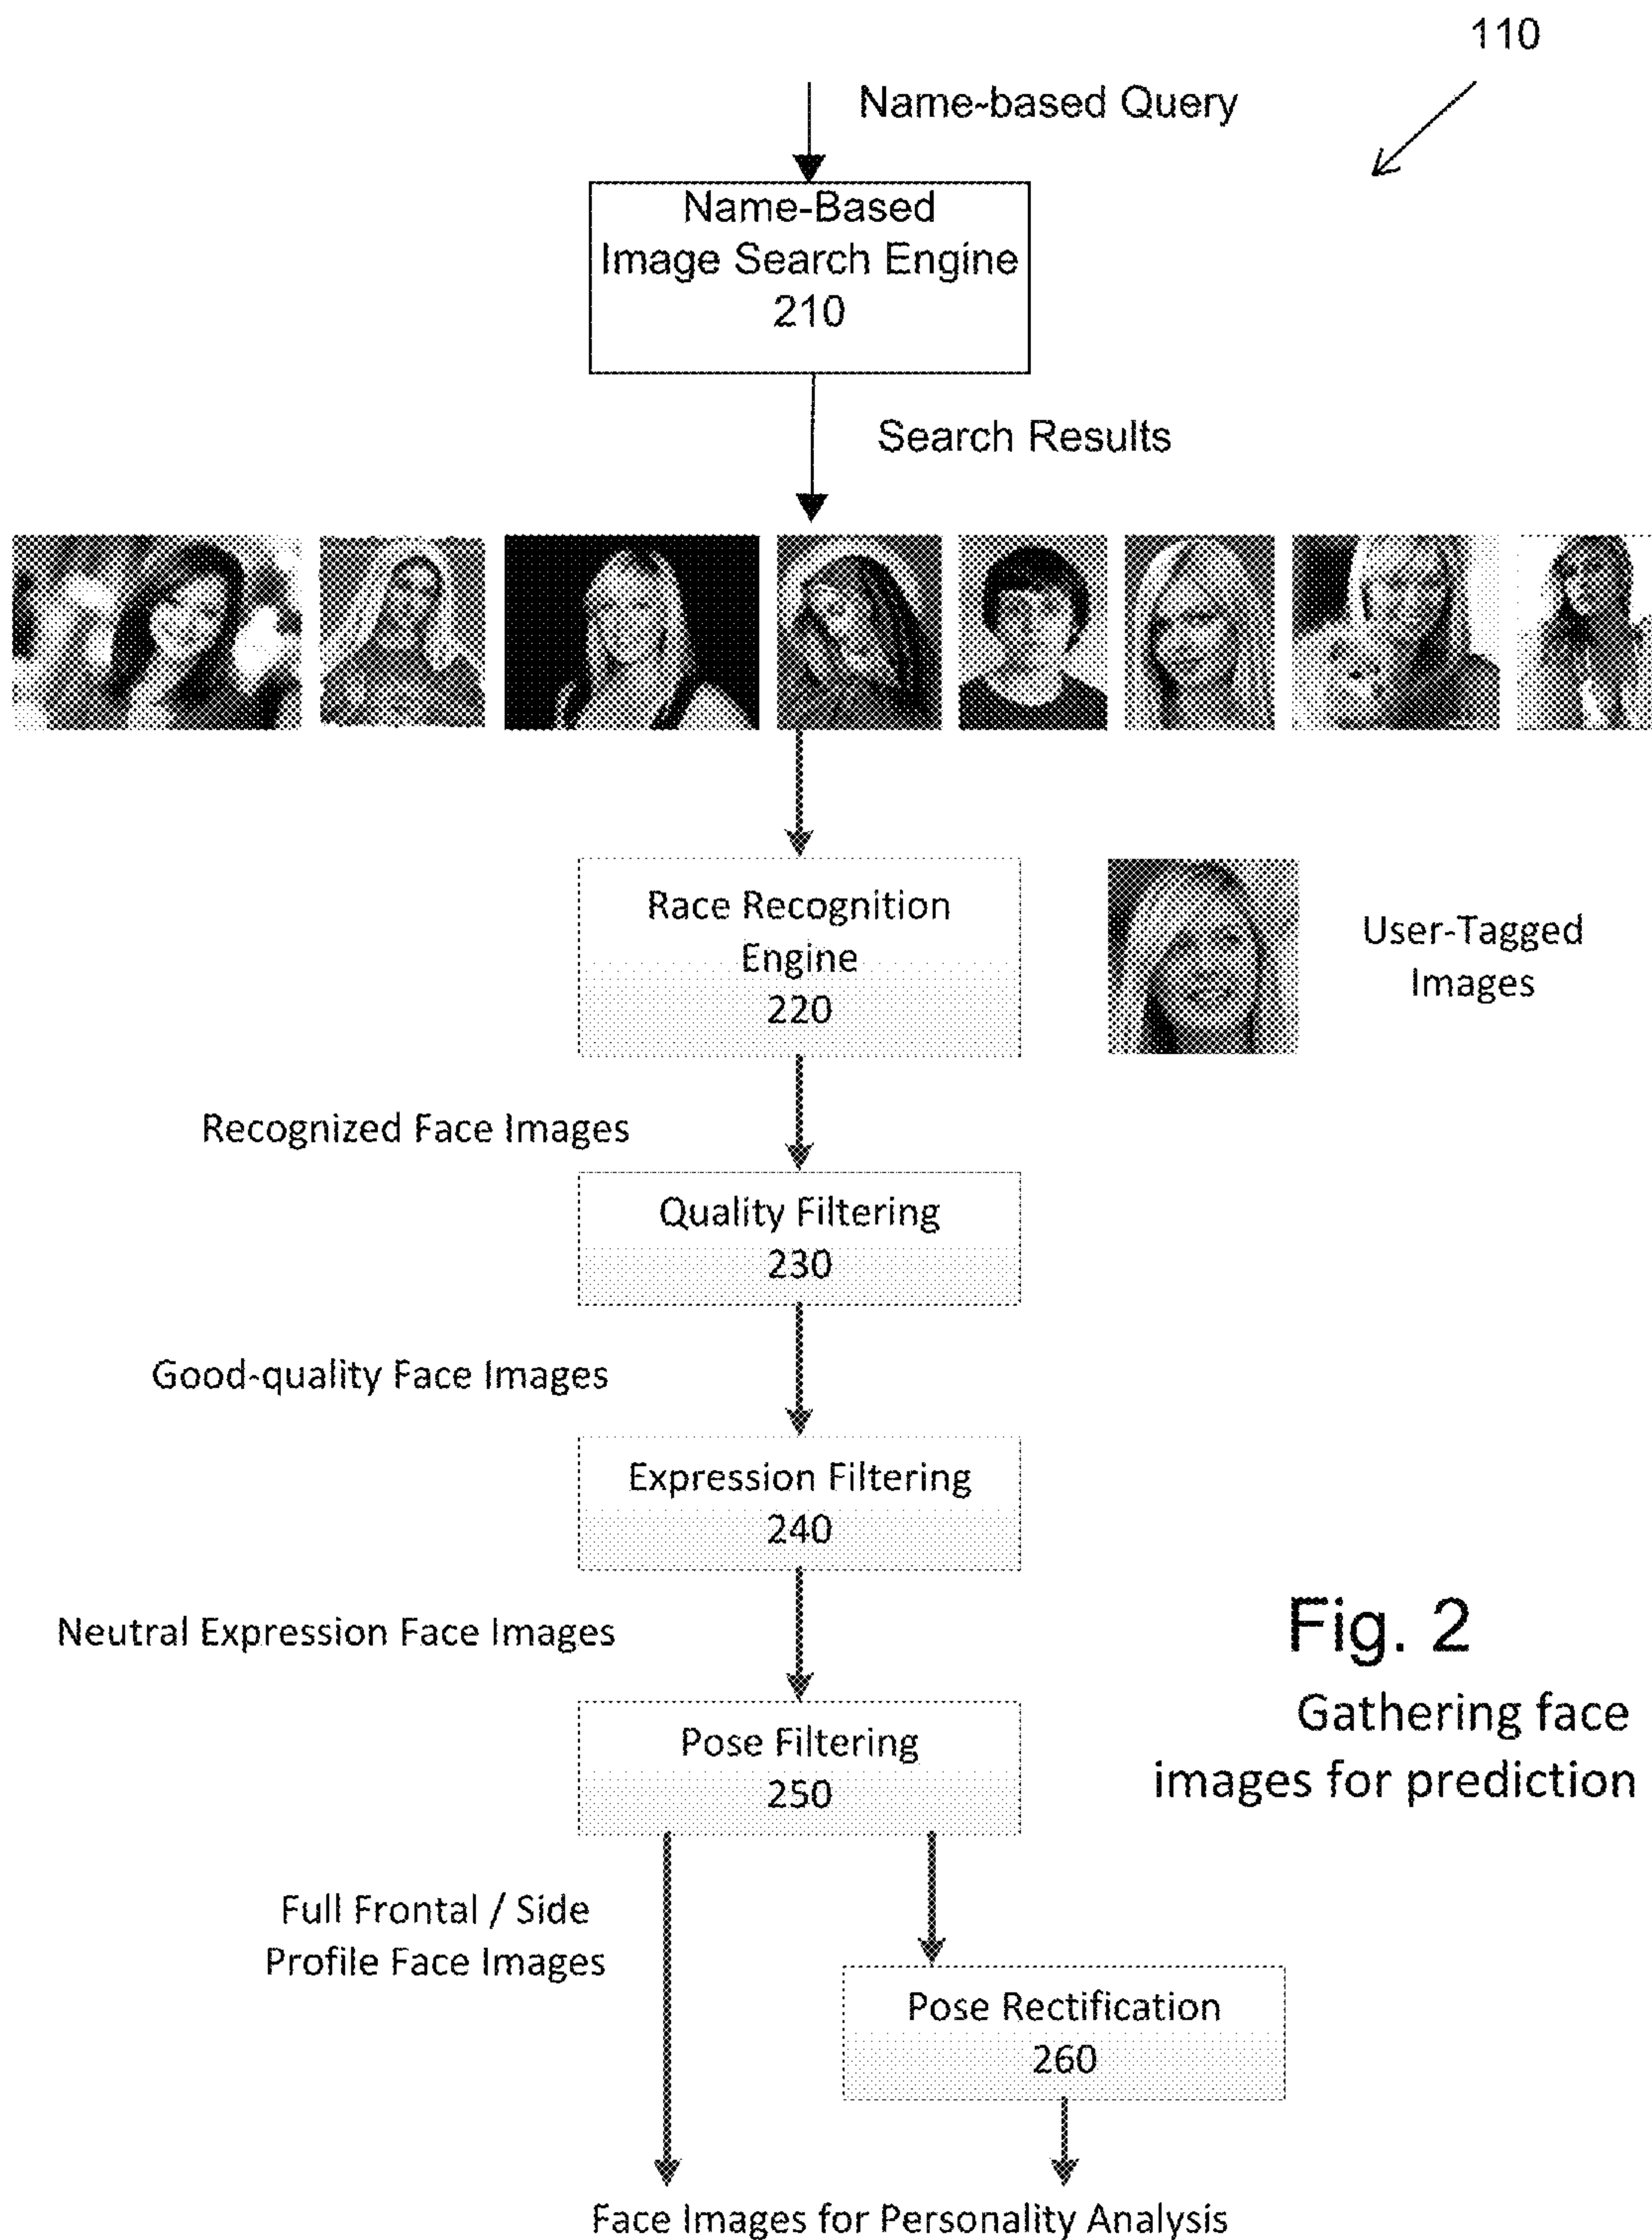 110
Name-based Query
Name-Based
Image Search Engine
210
Search Results
Race Recognition
Engine
220
User-Tagged
Images
Recognized Face Images
Quality Filtering
230
Good-quality Face Images
Expression Filtering
240
Neutral Expression Face Images
Fig. 2
Gathering face
images for prediction
Pose Filtering
250
Full Frontal / Side
Profile Face Images
Pose Rectification
260
Face Images for Personality Analysis